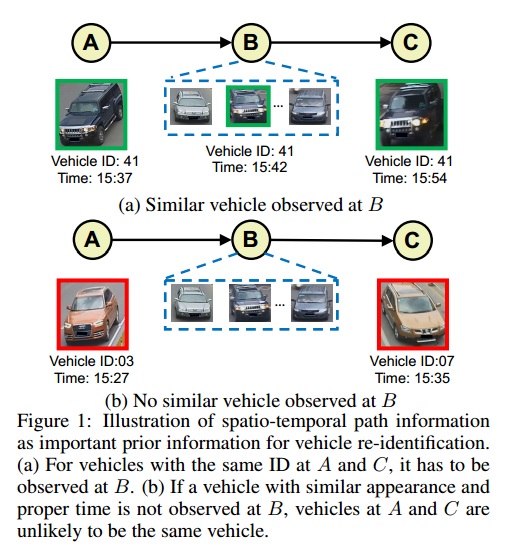 A B C
...
Vehicle ID: 41
Time: 15:37
Vehicle ID: 41
Time: 15:42
Vehicle ID: 41
Time: 15:54
(a) Similar vehicle observed at B
A B C
...
Vehicle ID:03
Time: 15:27
Vehicle ID:07
Time: 15:35
(b) No similar vehicle observed at B
Figure 1: Illustration of spatio-temporal path information
as important prior information for vehicle re-identification.
(a) For vehicles with the same ID at A and C, it has to be
observed at B. (b) If a vehicle with similar appearance and
proper time is not observed at B, vehicles at A and C are
unlikely to be the same vehicle.